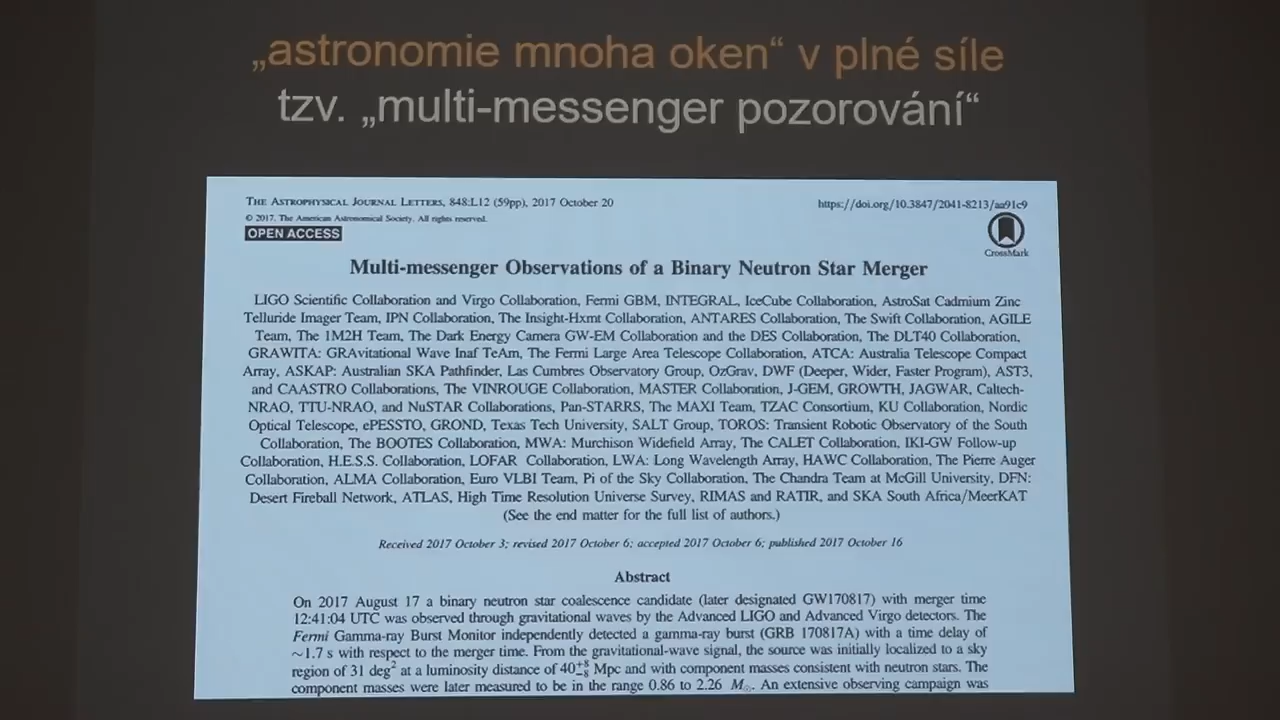 „astronomie mnoha oken“ v plné síle
tzv. „multi-messenger pozorování“
THE ASTROPHYSICAL JOURNAL LETTERS, 848:L12 (59pp), 2017 October 20
https://doi.org/10.3847/2041-8213/aa91c9
© 2017. The American Astronomical Society. All rights reserved.
OPEN ACCESS
CrossMark
Multi-messenger Observations of a Binary Neutron Star Merger
LIGO Scientific Collaboration and Virgo Collaboration, Fermi GBM, INTEGRAL, IceCube Collaboration, AstroSat Cadmium Zinc
Telluride Imager Team, IPN Collaboration, The Insight-Hxmt Collaboration, ANTARES Collaboration, The Swift Collaboration, AGILE
Team, The 1M2H Team, The Dark Energy Camera GW-EM Collaboration and the DES Collaboration, The DLT40 Collaboration,
GRAWITA: GRAvitational Wave Inaf TeAm, The Fermi Large Area Telescope Collaboration, ATCA: Australia Telescope Compact
Array, ASKAP: Australian SKA Pathfinder, Las Cumbres Observatory Group, OzGrav, DWF (Deeper, Wider, Faster Program), AST3,
and CAASTRO Collaborations, The VINROUGE Collaboration, MASTER Collaboration, J-GEM, GROWTH, JAGWAR, Caltech-
NRAO, TTU-NRAO, and NuSTAR Collaborations, Pan-STARRS, The MAXI Team, TZAC Consortium, KU Collaboration, Nordic
Optical Telescope, ePESSTO, GROND, Texas Tech University, SALT Group, TOROS: Transient Robotic Observatory of the South
Collaboration, The BOOTES Collaboration, MWA: Murchison Widefield Array, The CALET Collaboration, IKI-GW Follow-up
Collaboration, H.E.S.S. Collaboration, LOFAR Collaboration, LWA: Long Wavelength Array, HAWC Collaboration, The Pierre Auger
Collaboration, ALMA Collaboration, Euro VLBI Team, Pi of the Sky Collaboration, The Chandra Team at McGill University, DFN:
Desert Fireball Network, ATLAS, High Time Resolution Universe Survey, RIMAS and RATIR, and SKA South Africa/MeerKAT
(See the end matter for the full list of authors.)
Received 2017 October 3; revised 2017 October 6; accepted 2017 October 6; published 2017 October 16
Abstract
On 2017 August 17 a binary neutron star coalescence candidate (later designated GW170817) with merger time
12:41:04 UTC was observed through gravitational waves by the Advanced LIGO and Advanced Virgo detectors. The
Fermi Gamma-ray Burst Monitor independently detected a gamma-ray burst (GRB 170817A) with a time delay of
~1.7 s with respect to the merger time. From the gravitational-wave signal, the source was initially localized to a sky
region of 31 deg² at a luminosity distance of 40⁺⁸₋₈ Mpc and with component masses consistent with neutron stars. The
component masses were later measured to be in the range 0.86 to 2.26 M☉. An extensive observing campaign was